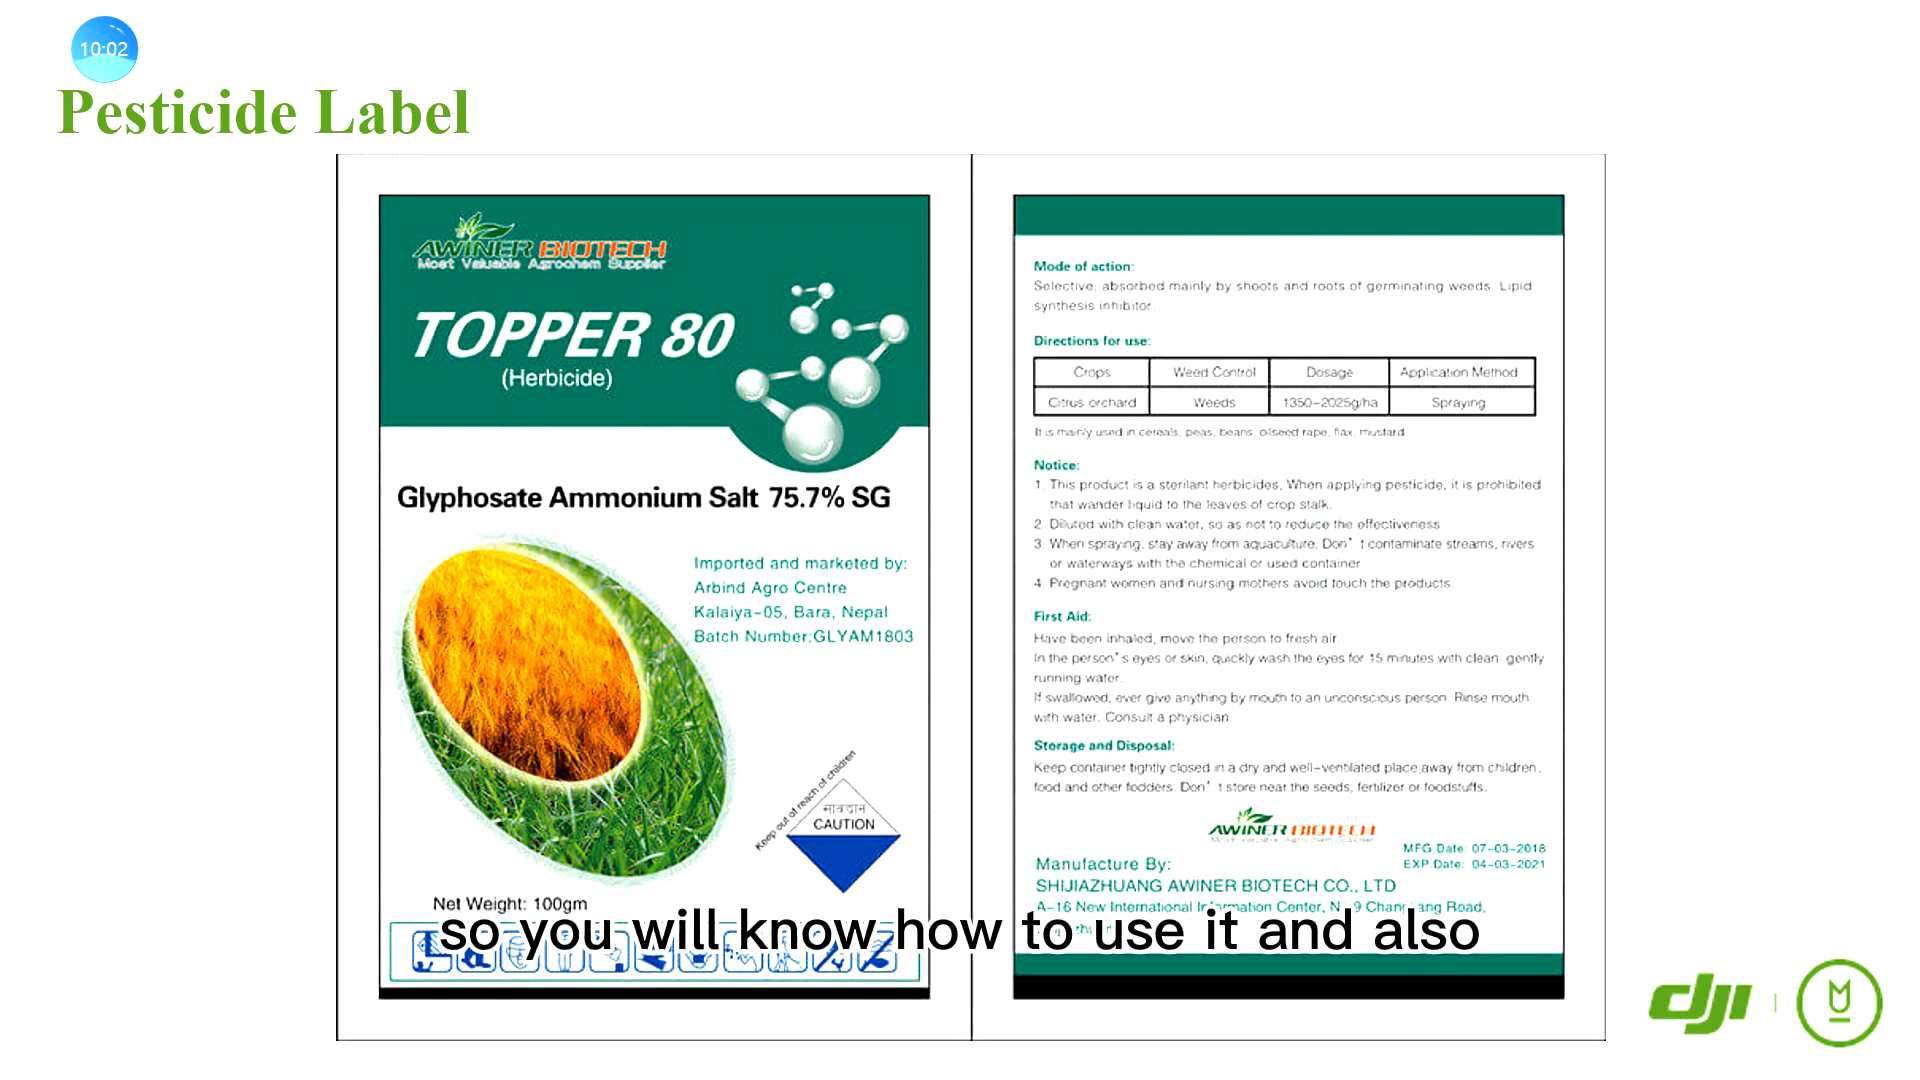 10:02
Pesticide Label
AWINER BIOTECH
Most Valuable Agrochem Supplier
TOPPER 80
(Herbicide)
Glyphosate Ammonium Salt 75.7% SG
Imported and marketed by:
Arbind Agro Centre
Kalaiya-05, Bara, Nepal
Batch Number:GLYAM1803
Keep out of reach of children
सावधान
CAUTION
Net Weight: 100gm
Mode of action:
Selective, absorbed mainly by shoots and roots of germinating weeds. Lipid
synthesis inhibitor.
Directions for use:
Crops Weed Control Dosage Application Method
Citrus orchard Weeds 1350-2025g/ha Spraying
It is mainly used in cereals, peas, beans, oilseed rape, flax, mustard
Notice:
1 This product is a sterilant herbicides, When applying pesticide, it is prohibited
that wander liquid to the leaves of crop stalk.
2 Diluted with clean water, so as not to reduce the effectiveness.
3 When spraying, stay away from aquaculture, Don't contaminate streams, rivers
or waterways with the chemical or used container
4 Pregnant women and nursing mothers avoid touch the products.
First Aid:
Have been inhaled, move the person to fresh air.
In the person's eyes or skin, quickly wash the eyes for 15 minutes with clean, gently
running water.
If swallowed, ever give anything by mouth to an unconscious person. Rinse mouth
with water. Consult a physician.
Storage and Disposal:
Keep container tightly closed in a dry and well-ventilated place,away from children,
food and other fodders. Don't store near the seeds, fertilizer or foodstuffs.
AWINER BIOTECH
Most Valuable Agrochem Supplier
MFG.Date: 07-03-2018
EXP.Date: 04-03-2021
Manufacture By:
SHIJIAZHUANG AWINER BIOTECH CO., LTD
A-16 New International Information Center, Road,
so you will know how to use it and also
dji